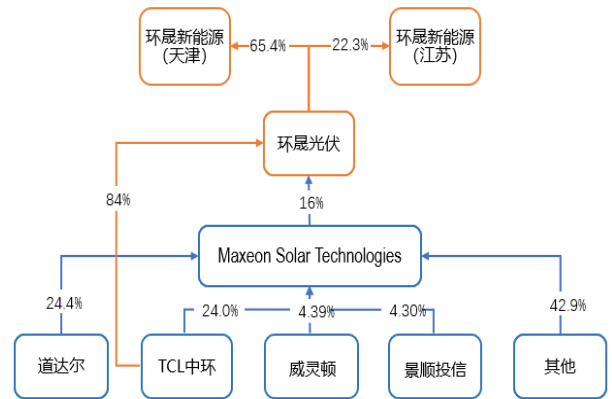 环晟新能源
(天津)
65.4%
22.3%
环晟新能源
(江苏)
环晟光伏
84%
16%
Maxeon Solar Technologies
24.4%
24.0%
4.39%
4.30%
42.9%
道达尔
TCL中环
威灵顿
景顺投信
其他